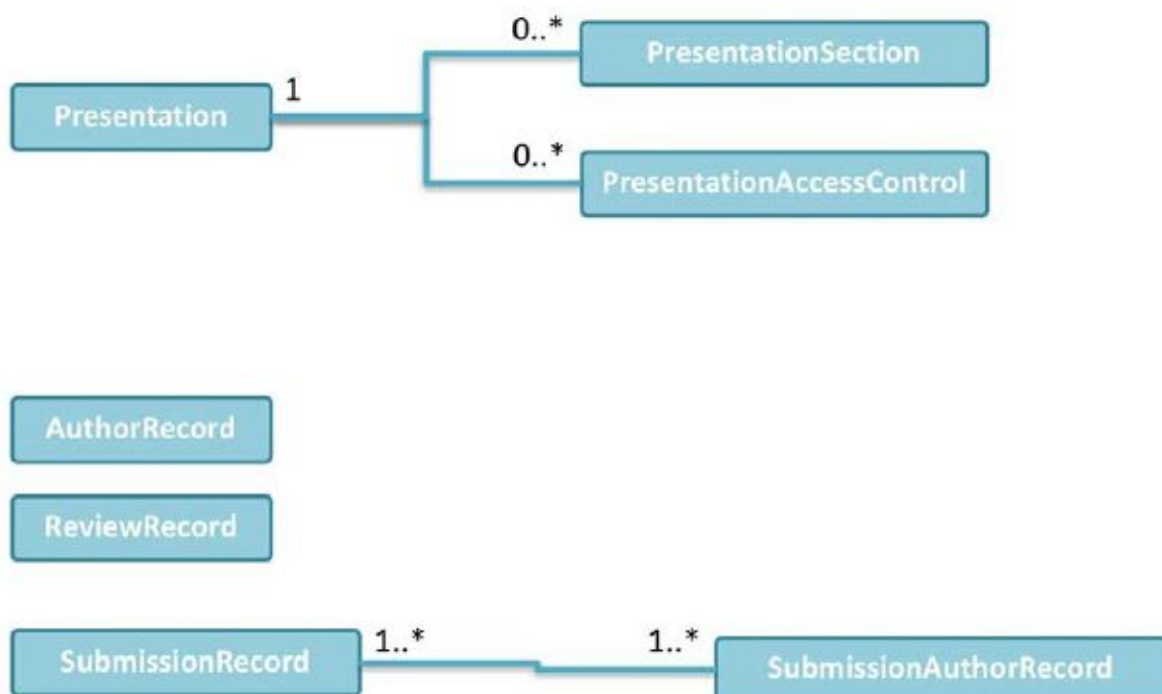 0..*
PresentationSection
1
Presentation
0..*
PresentationAccessControl
AuthorRecord
ReviewRecord
1..*
1..*
SubmissionRecord
SubmissionAuthorRecord